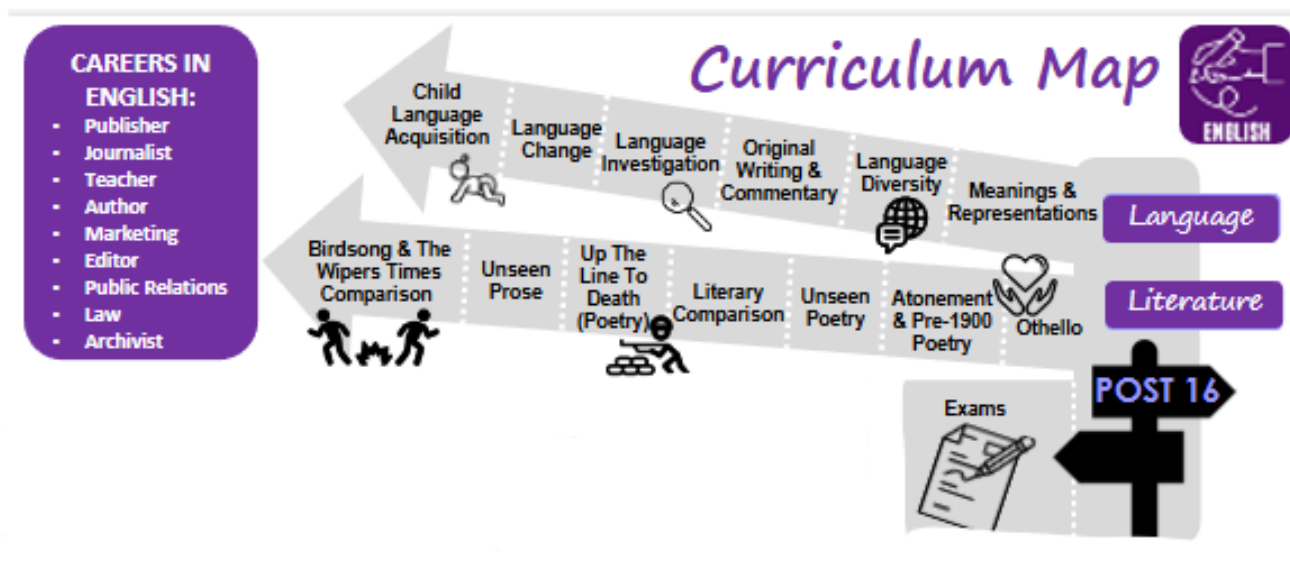 Curriculum Map
ENGLISH
CAREERS IN
ENGLISH:
▪ Publisher
▪ Journalist
▪ Teacher
▪ Author
▪ Marketing
▪ Editor
▪ Public Relations
▪ Law
▪ Archivist
Child
Language
Acquisition
Language
Change
Language
Investigation
Original
Writing &
Commentary
Language
Diversity
Meanings &
Representations
Language
Birdsong & The
Wipers Times
Comparison
Unseen
Prose
Up The
Line To
Death
(Poetry)
Literary
Comparison
Unseen
Poetry
Atonement
& Pre-1900
Poetry
Othello
Literature
POST 16
Exams